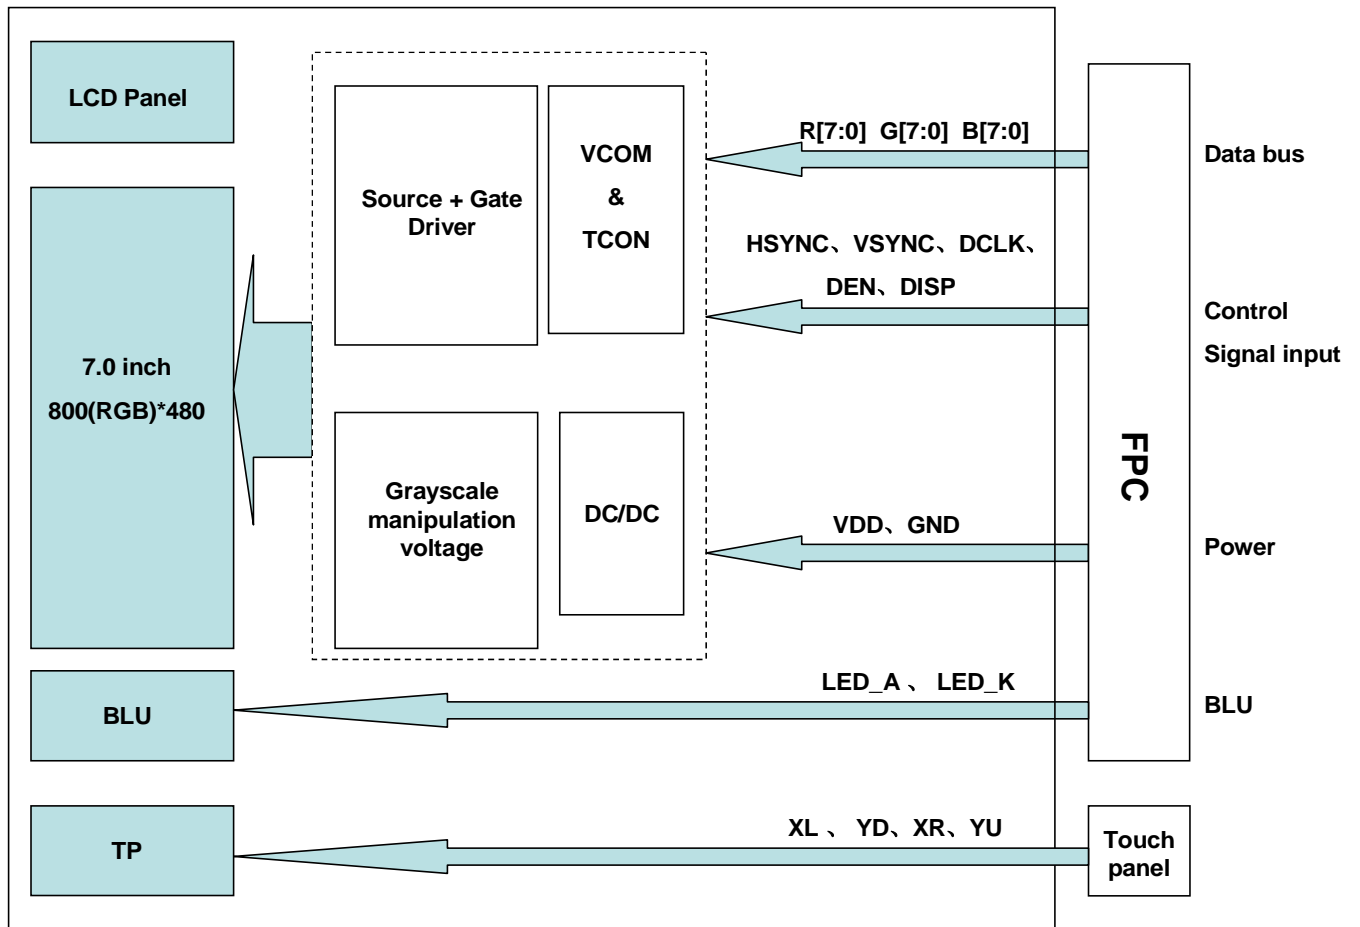 LCD Panel
R[7:0]  G[7:0]  B[7:0]
Data bus
VCOM
&
TCON
Source + Gate
Driver
HSYNC、VSYNC、DCLK、
DEN、DISP
Control
Signal input
7.0 inch
800(RGB)*480
FPC
Grayscale
manipulation
voltage
DC/DC
VDD、GND
Power
BLU
LED_A 、 LED_K
BLU
TP
XL 、 YD、XR、YU
Touch
panel